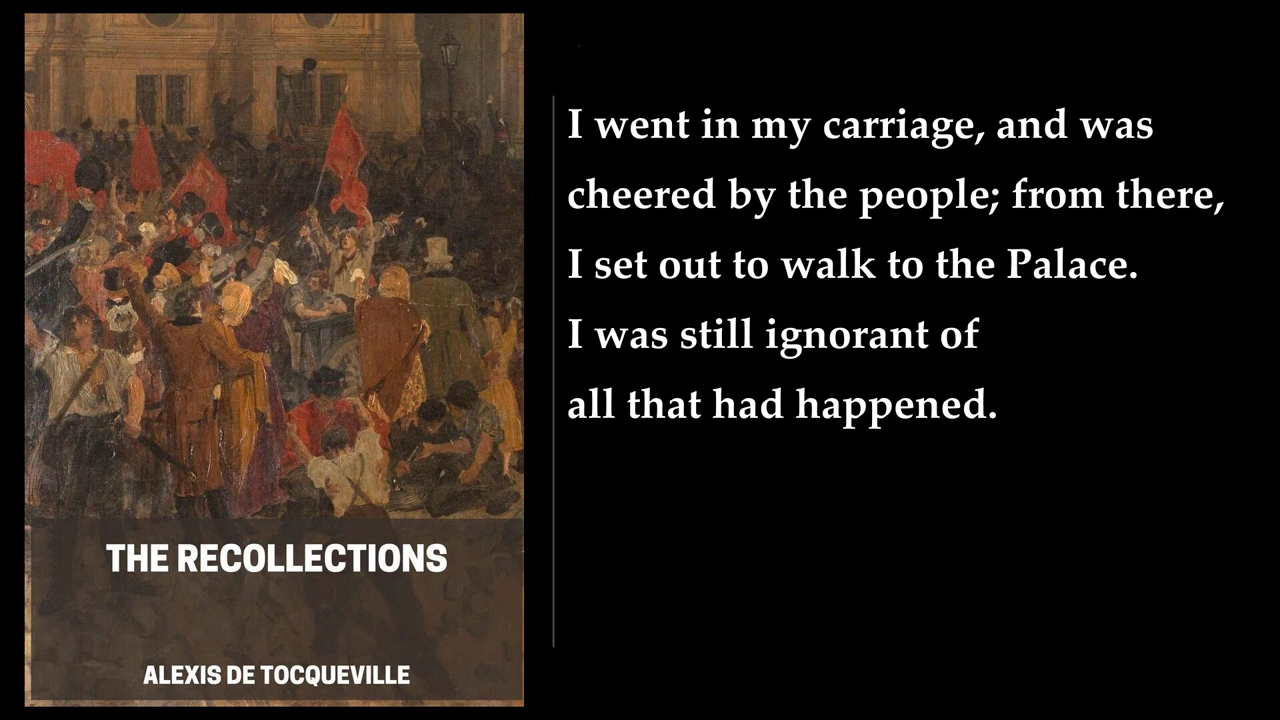 THE RECOLLECTIONS
ALEXIS DE TOCQUEVILLE
I went in my carriage, and was
cheered by the people; from there,
I set out to walk to the Palace.
I was still ignorant of
all that had happened.